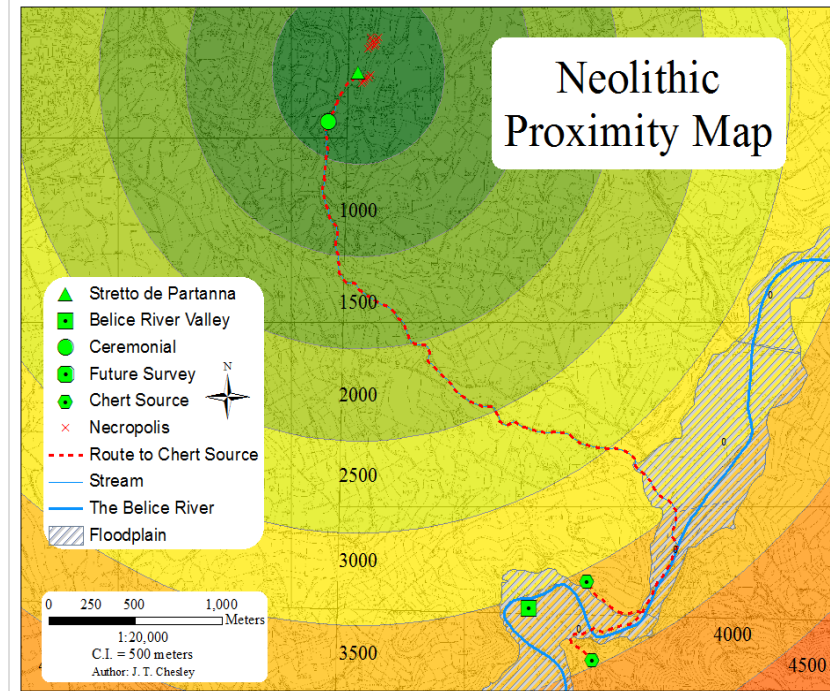 Neolithic
Proximity Map
1000
1500
2000
2500
3000
3500
4000
4500
Stretto de Partanna
Belice River Valley
Ceremonial
Future Survey
Chert Source
Necropolis
Route to Chert Source
Stream
The Belice River
Floodplain
N
0 250 500 1,000
Meters
1:20,000
C.I. = 500 meters
Author: J. T. Chesley
0
0
0
0